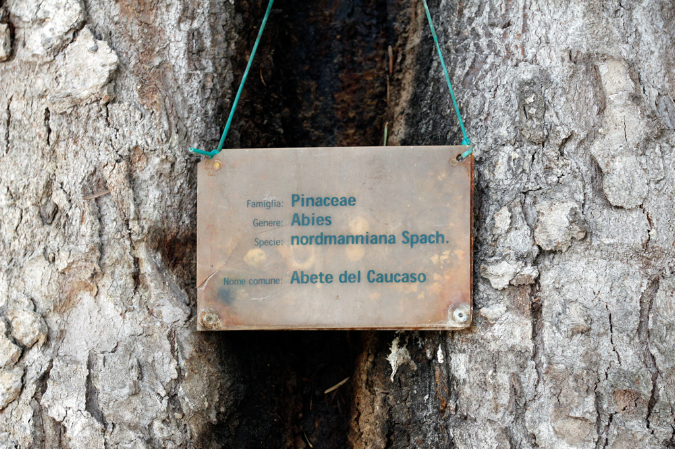 Famiglia: Pinaceae
Genere: Abies
Specie: nordmanniana Spach.
Nome comune: Abete del Caucaso